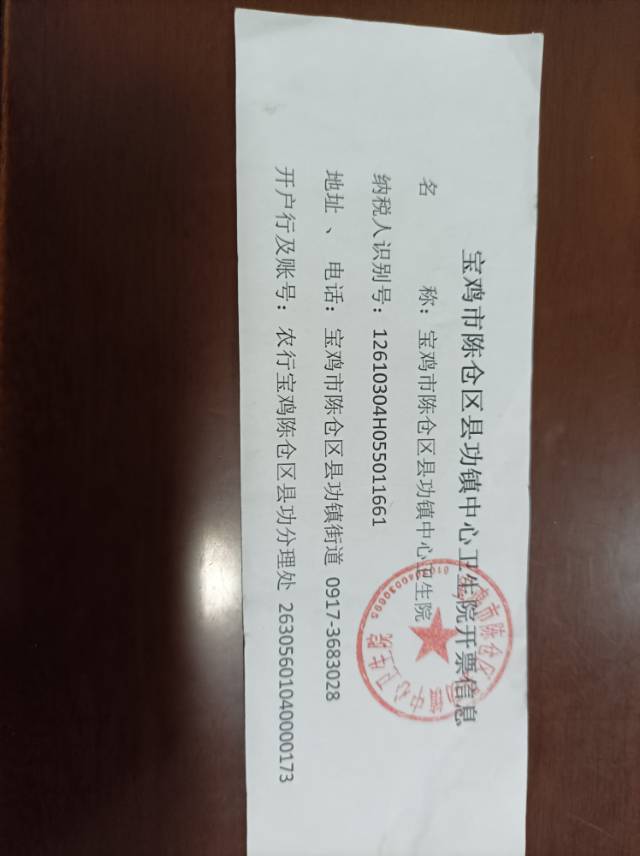 宝鸡市陈仓区县功镇中心卫生院开票信息
名 称：宝鸡市陈仓区县功镇中心卫生院
纳税人识别号：12610304H055011661
地址 、 电话：宝鸡市陈仓区县功镇街道 0917-3683028
开户行及账号：农行宝鸡陈仓区县功分理处 26305601040000173